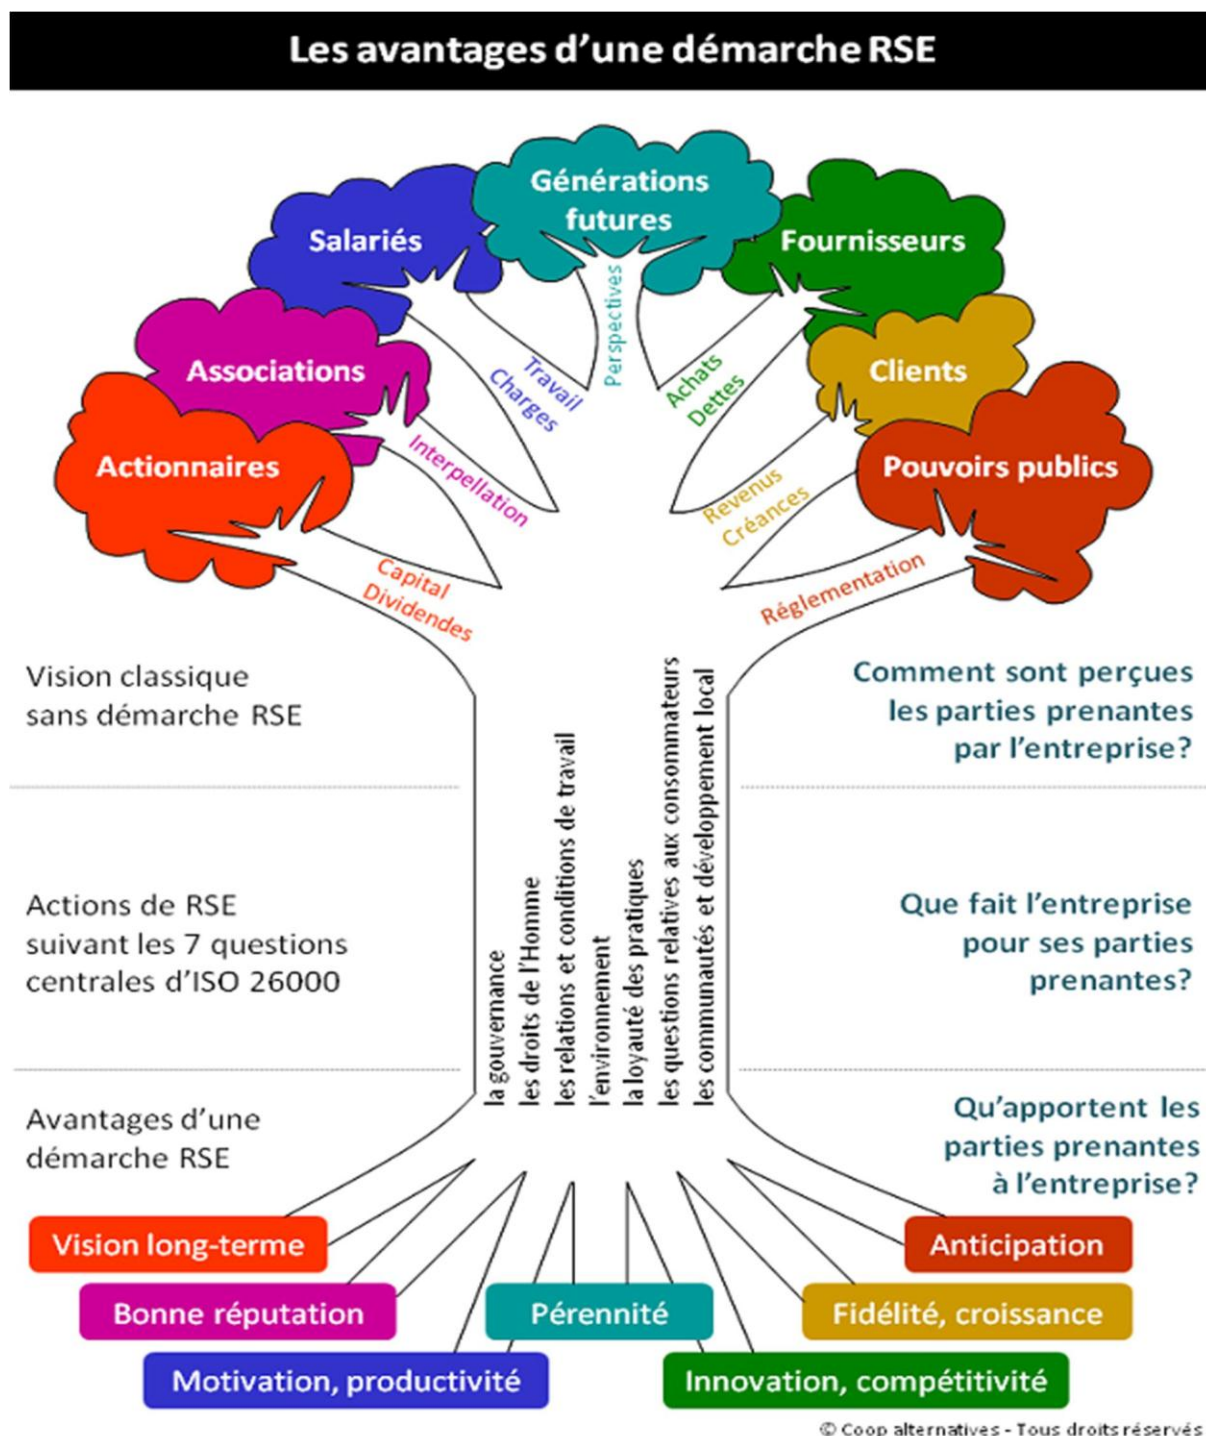 Les avantages d’une démarche RSE
Générations
futures
Salariés
Fournisseurs
Associations
Clients
Actionnaires
Pouvoirs publics
Capital
Dividendes
Interpellation
Travail
Charges
Perspectives
Achats
Dettes
Revenus
Créances
Réglementation
Vision classique
sans démarche RSE
Comment sont perçues
les parties prenantes
par l’entreprise?
Actions de RSE
suivant les 7 questions
centrales d’ISO 26000
la gouvernance
les droits de l’Homme
les relations et conditions de travail
l’environnement
la loyauté des pratiques
les questions relatives aux consommateurs
les communautés et développement local
Que fait l’entreprise
pour ses parties
prenantes?
Avantages d’une
démarche RSE
Qu’apportent les
parties prenantes
à l’entreprise?
Vision long-terme
Anticipation
Bonne réputation
Pérennité
Fidélité, croissance
Motivation, productivité
Innovation, compétitivité
© Coop alternatives - Tous droits réservés